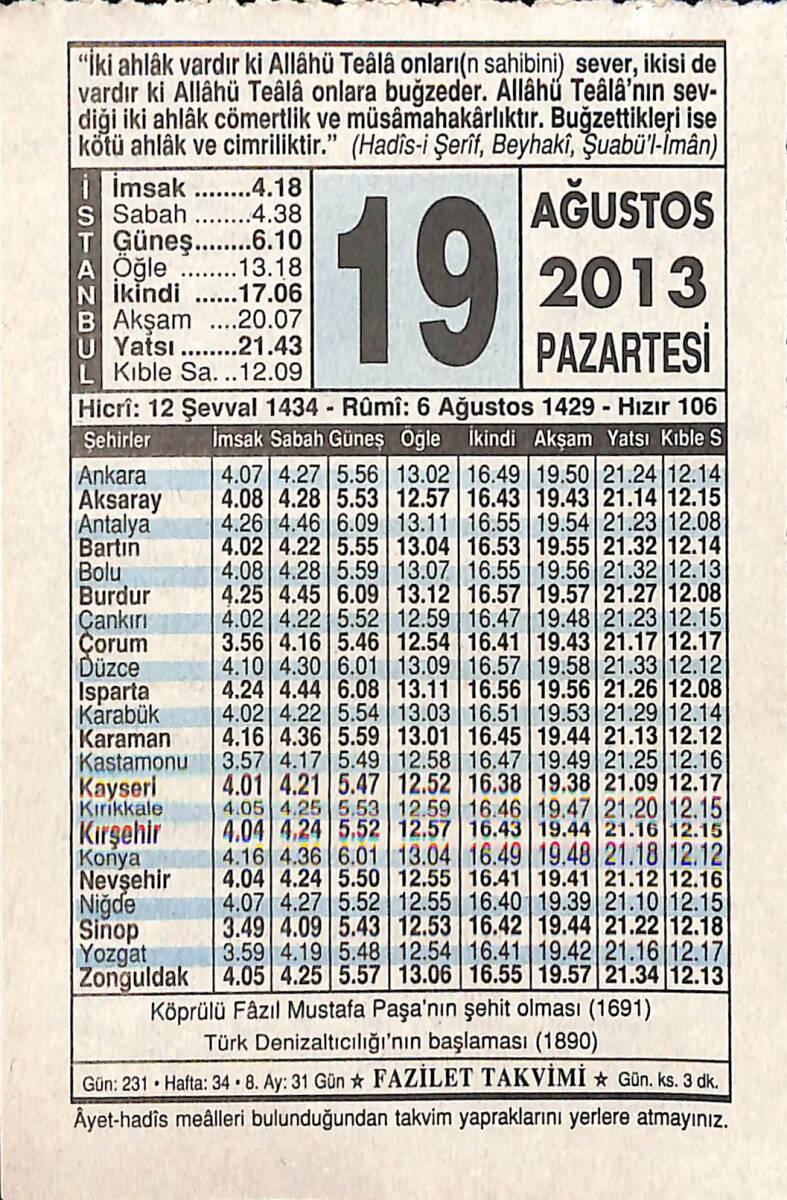 “İki ahlâk vardır ki Allâhü Teâlâ onları(n sahibini) sever, ikisi de
vardır ki Allâhü Teâlâ onlara buğzeder. Allâhü Teâlâ’nın sev-
diği iki ahlâk cömertlik ve müsâmahakârlıktır. Buğzettikleri ise
kötü ahlâk ve cimriliktir.” (Hadîs-i Şerîf, Beyhakî, Şuabü’l-Îmân)
İSTANBUL
İmsak ........4.18
Sabah ........4.38
Güneş........6.10
Öğle ........13.18
İkindi ......17.06
Akşam ....20.07
Yatsı ........21.43
Kıble Sa. ..12.09
19
AĞUSTOS
2013
PAZARTESİ
Hicrî: 12 Şevval 1434 - Rûmî: 6 Ağustos 1429 - Hızır 106
Şehirler İmsak Sabah Güneş Öğle İkindi Akşam Yatsı Kıble S
Ankara 4.07 4.27 5.56 13.02 16.49 19.50 21.24 12.14
Aksaray 4.08 4.28 5.53 12.57 16.43 19.43 21.14 12.15
Antalya 4.26 4.46 6.09 13.11 16.55 19.54 21.23 12.08
Bartın 4.02 4.22 5.55 13.04 16.53 19.55 21.32 12.14
Bolu 4.08 4.28 5.59 13.07 16.55 19.56 21.32 12.13
Burdur 4.25 4.45 6.09 13.12 16.57 19.57 21.27 12.08
Çankırı 4.02 4.22 5.52 12.59 16.47 19.48 21.23 12.15
Çorum 3.56 4.16 5.46 12.54 16.41 19.43 21.17 12.17
Düzce 4.10 4.30 6.01 13.09 16.57 19.58 21.33 12.12
Isparta 4.24 4.44 6.08 13.11 16.56 19.56 21.26 12.08
Karabük 4.02 4.22 5.54 13.03 16.51 19.53 21.29 12.14
Karaman 4.16 4.36 5.59 13.01 16.45 19.44 21.13 12.12
Kastamonu 3.57 4.17 5.49 12.58 16.47 19.49 21.25 12.16
Kayseri 4.01 4.21 5.47 12.52 16.38 19.38 21.09 12.17
Kırıkkale 4.05 4.25 5.53 12.59 16.46 19.47 21.20 12.15
Kırşehir 4.04 4.24 5.52 12.57 16.43 19.44 21.16 12.15
Konya 4.16 4.36 6.01 13.04 16.49 19.48 21.18 12.12
Nevşehir 4.04 4.24 5.50 12.55 16.41 19.41 21.12 12.16
Niğde 4.07 4.27 5.52 12.55 16.40 19.39 21.10 12.15
Sinop 3.49 4.09 5.43 12.53 16.42 19.44 21.22 12.18
Yozgat 3.59 4.19 5.48 12.54 16.41 19.42 21.16 12.17
Zonguldak 4.05 4.25 5.57 13.06 16.55 19.57 21.34 12.13
Köprülü Fâzıl Mustafa Paşa’nın şehit olması (1691)
Türk Denizaltıcılığı’nın başlaması (1890)
Gün: 231 • Hafta: 34 • 8. Ay: 31 Gün ☆ FAZİLET TAKVİMİ ☆ Gün. ks. 3 dk.
Âyet-hadîs meâlleri bulunduğundan takvim yapraklarını yerlere atmayınız.